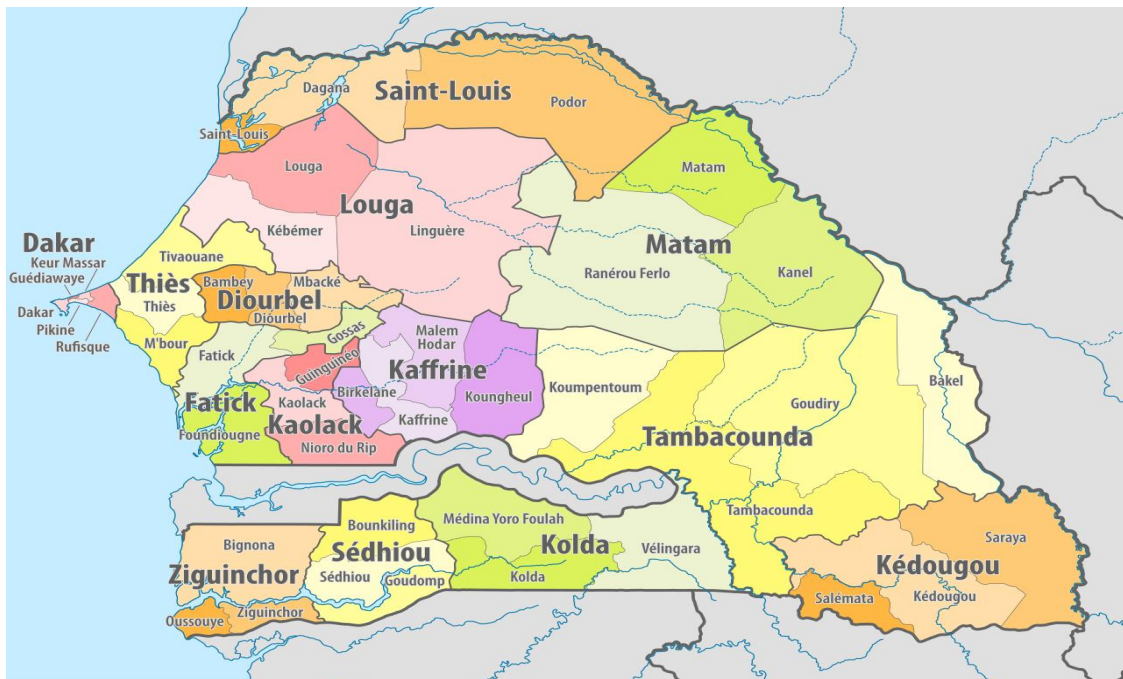 Dagana
Saint-Louis
Podor
Saint-Louis
Louga
Matam
Louga
Kébémer
Linguère
Dakar
Keur Massar
Guédiawaye
Dakar
Pikine
Rufisque
Tivaouane
Thiès
Thiès
M'bour
Bambey
Mbacké
Diourbel
Diourbel
Matam
Ranérou Ferlo
Kanel
Gossas
Fatick
Guinguinéo
Malem
Hodar
Kaffrine
Birkelane
Koungheul
Kaffrine
Koumpentoum
Goudiry
Bakel
Fatick
Foundiougne
Kaolack
Kaolack
Nioro du Rip
Tambacounda
Tambacounda
Bignona
Ziguinchor
Oussouye
Ziguinchor
Bounkiling
Sédhiou
Sédhiou
Goudomp
Médina Yoro Foulah
Kolda
Kolda
Vélingara
Saraya
Kédougou
Salémata
Kédougou